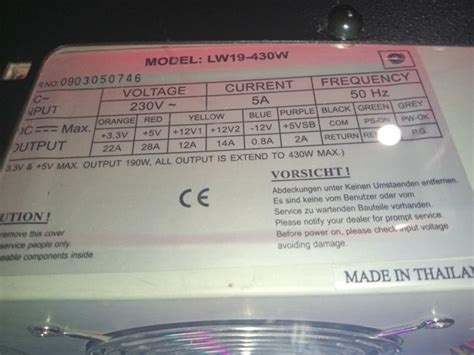 MODEL: LW19-430W
R NO: 0903050746
VOLTAGE CURRENT FREQUENCY
INPUT 230V ~ 5A 50 Hz
DC Max. ORANGE RED YELLOW BLUE PURPLE BLACK GREEN GREY
+3.3V +5V +12V1 +12V2 -12V +5VSB COM PS-ON PW-OK
OUTPUT 22A 28A 12A 14A 0.8A 2A RETURN P.G
3.3V & +5V MAX. OUTPUT 190W, ALL OUTPUT IS EXTEND TO 430W MAX.)
VORSICHT !
Abdeckungen unter Keinen Umstaenden entfernen.
Es sind keine vom Benutzer oder vom
Service zu wartenden Bauteile vorhanden.
Please notify your dealer for prompt service.
Before power on, please check input voltage
avoiding damage.
CE
AUTION !
remove this cover
service people only.
eable components inside.
MADE IN THAILAN